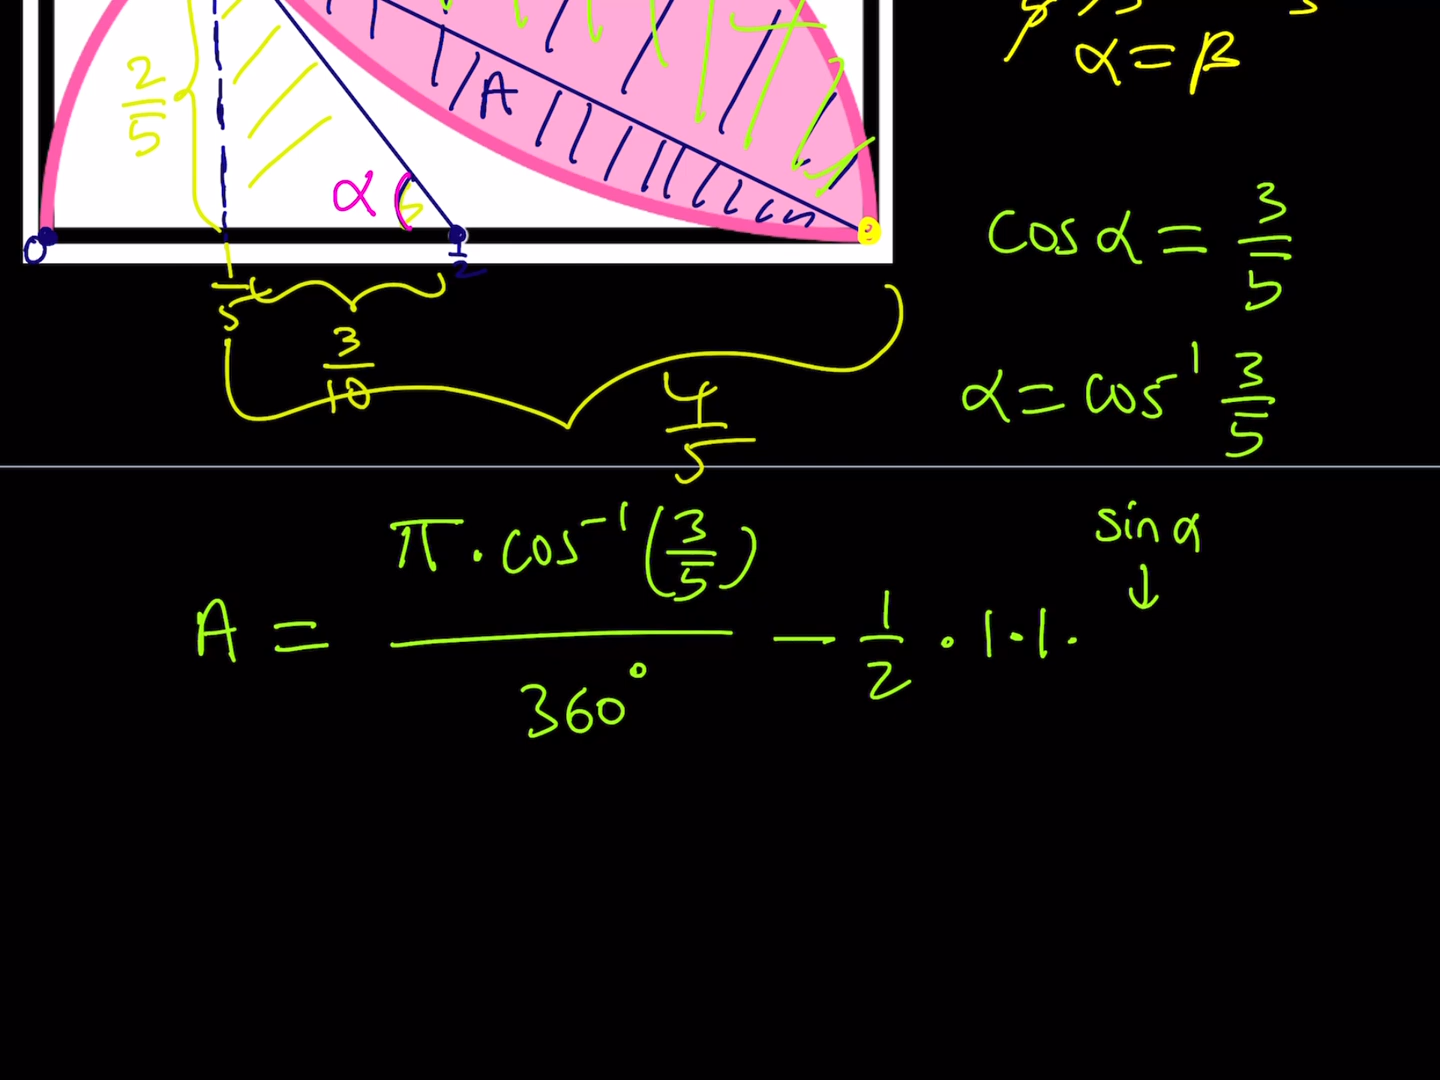 α = β
2/5
A
α
cos α = 3/5
0
1/2
1/5
3/10
α = cos⁻¹ 3/5
4/5
sin α
↓
A = π · cos⁻¹(3/5) / 360° − 1/2 · 1 · 1 ·